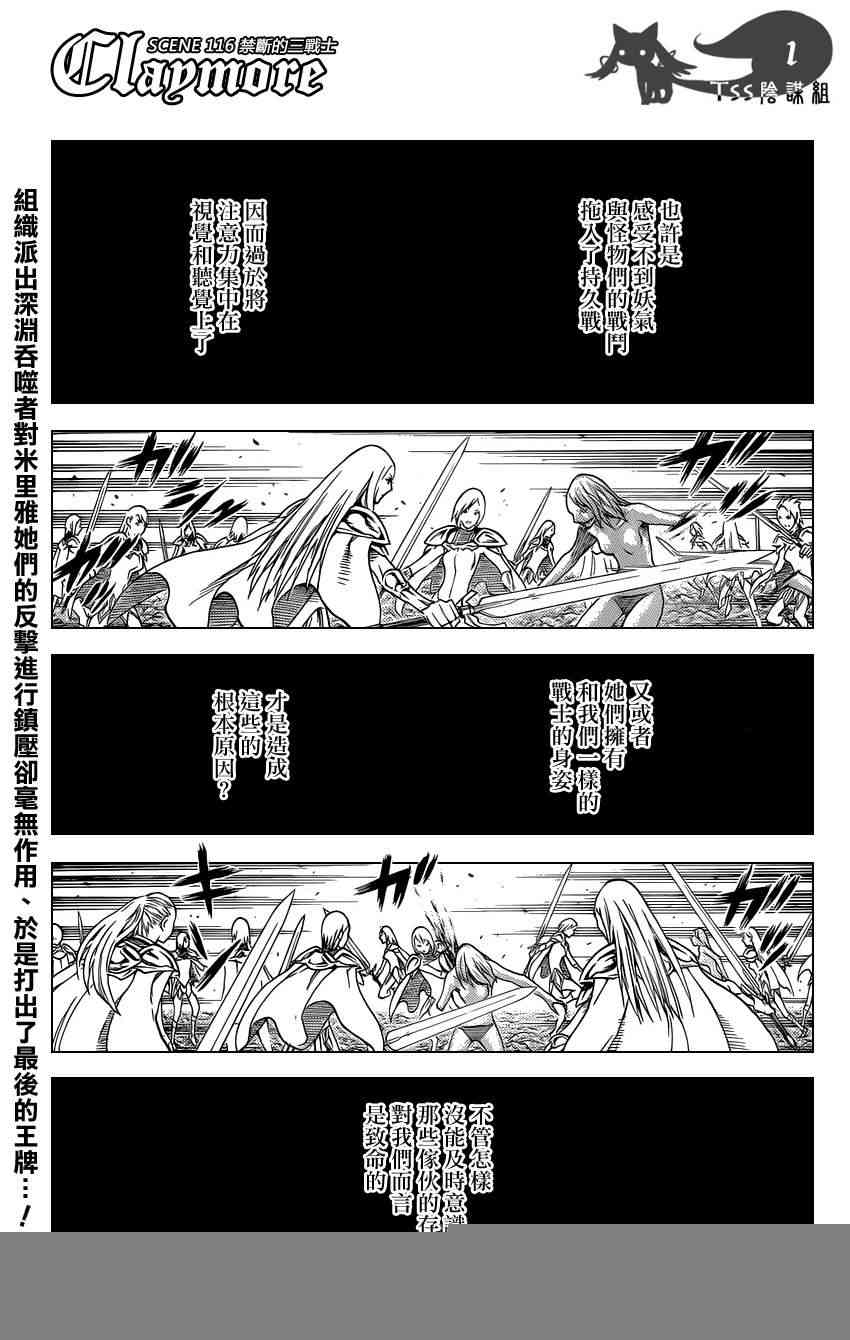 SCENE 116 禁斷的三戰士
Claymore
1
Tss陰謀組
組織派出深淵吞噬者對米里雅她們的反擊進行鎮壓卻毫無作用、於是打出了最後的王牌…！
也許是
感受不到妖氣
與怪物們的戰鬥
拖入了持久戰
因而過於將
注意力集中在
視覺和聽覺上了
又或者
她們擁有
和我們一樣的
戰士的身姿
才是造成
這些的
根本原因？
不管怎樣
沒能及時意識
那些傢伙的存
對我們而言
是致命的